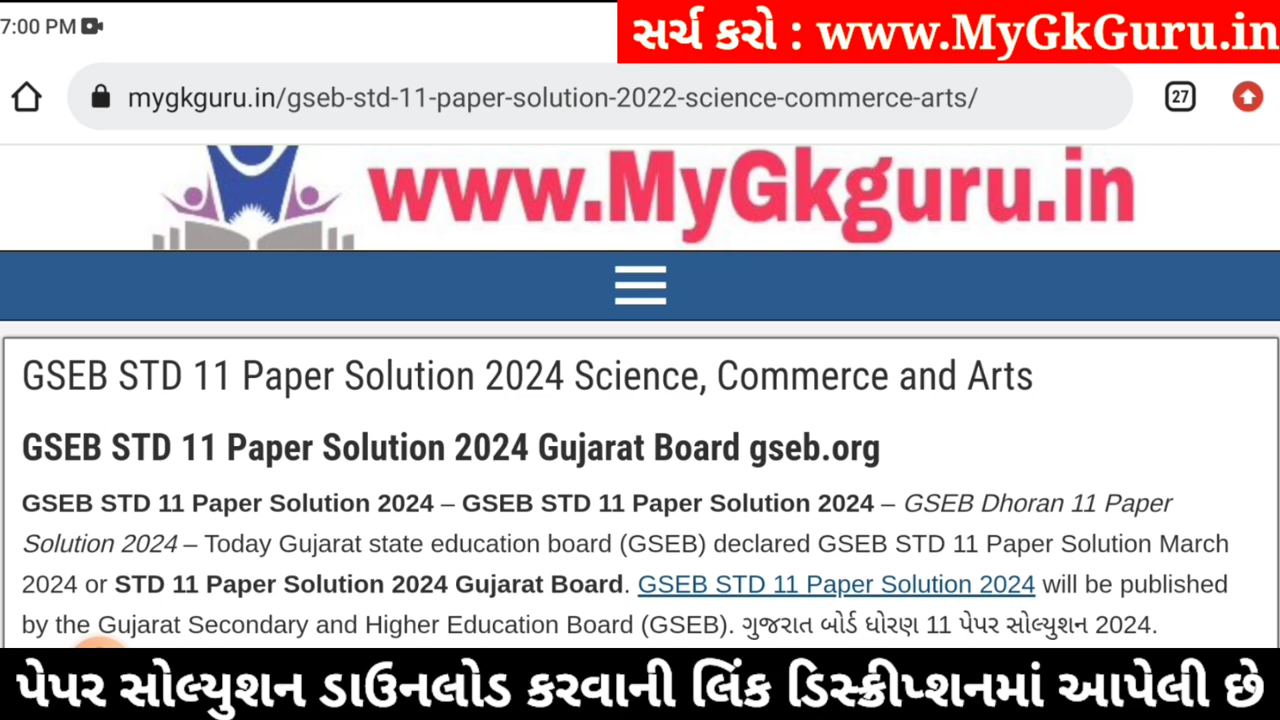 7:00 PM
સર્ચ કરો : www.MyGkGuru.in
mygkguru.in/gseb-std-11-paper-solution-2022-science-commerce-arts/
27
www.MyGkguru.in
GSEB STD 11 Paper Solution 2024 Science, Commerce and Arts
GSEB STD 11 Paper Solution 2024 Gujarat Board gseb.org
GSEB STD 11 Paper Solution 2024 – GSEB STD 11 Paper Solution 2024 – GSEB Dhoran 11 Paper
Solution 2024 – Today Gujarat state education board (GSEB) declared GSEB STD 11 Paper Solution March
2024 or STD 11 Paper Solution 2024 Gujarat Board. GSEB STD 11 Paper Solution 2024 will be published
by the Gujarat Secondary and Higher Education Board (GSEB). ગુજરાત બોર્ડ ધોરણ 11 પેપર સોલ્યુશન 2024.
પેપર સોલ્યુશન ડાઉનલોડ કરવાની લિંક ડિસ્ક્રીપ્શનમાં આપેલી છે